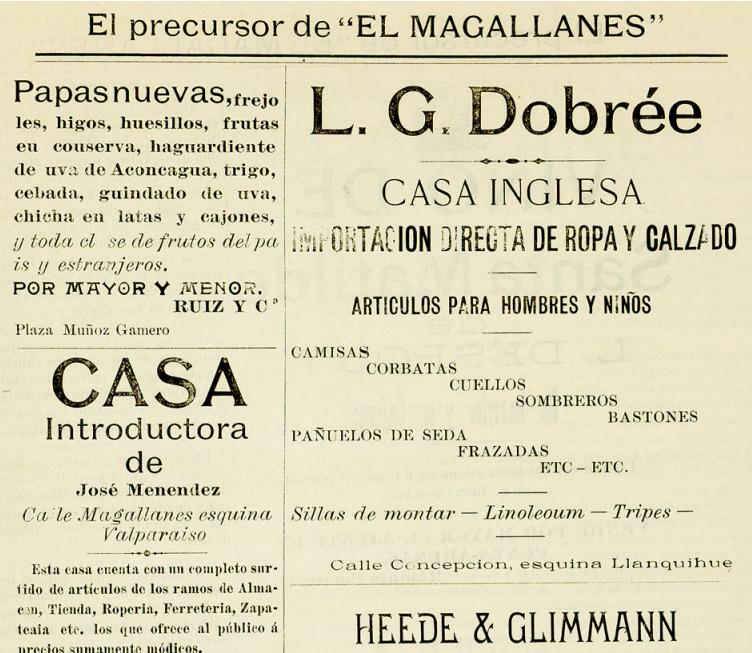 El precursor de "EL MAGALLANES"
Papas nuevas, frejo
les, higos, huesillos, frutas
en conserva, haguardiente
de uva de Aconcagua, trigo,
cebada, guindado de uva,
chicha en latas y cajones,
y toda cl se de frutos del pa
is y estranjeros.
POR MAYOR Y MENOR.
RUIZ Y Cª
Plaza Muñoz Gamero
CASA
Introductora
de
José Menendez
Calle Magallanes esquina
Valparaiso
Esta casa cuenta con un completo sur-
tido de artículos de los ramos de Alma-
cen, Tienda, Roperia, Ferreteria, Zapa-
teaia etc. los que ofrece al público á
precios sumamente módicos.
L. G. Dobrée
CASA INGLESA
IMPORTACION DIRECTA DE ROPA Y CALZADO
ARTICULOS PARA HOMBRES Y NIÑOS
CAMISAS
CORBATAS
CUELLOS
SOMBREROS
BASTONES
PAÑUELOS DE SEDA
FRAZADAS
ETC – ETC.
Sillas de montar — Linoleoum — Tripes —
Calle Concepcion, esquina Llanquihue
HEEDE & GLIMMANN